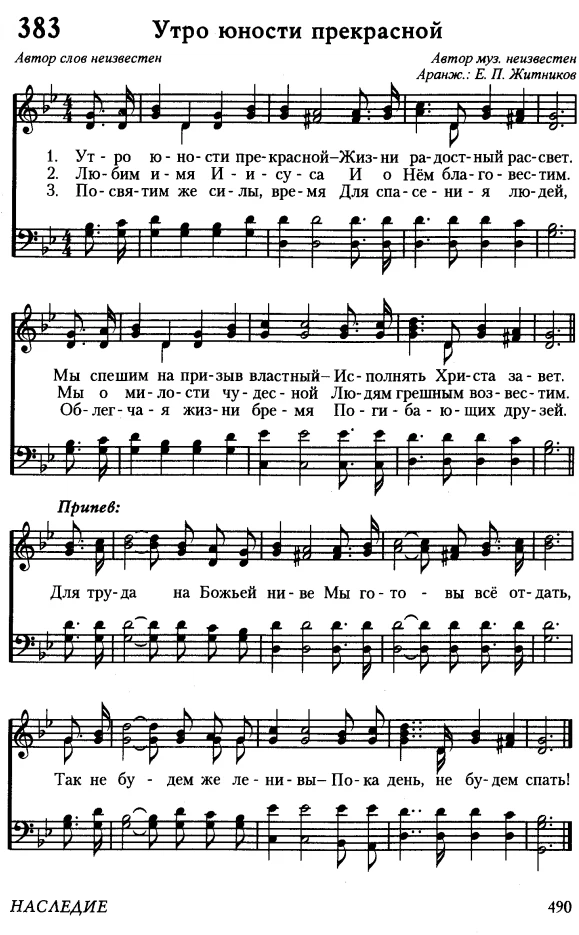 383 Утро юности прекрасной
Автор слов неизвестен Автор муз. неизвестен
Аранж.: Е. П. Житников
1. Ут - ро ю - но - сти пре - крас - ной – Жиз - ни ра - дост - ный рас - свет.
2. Лю - бим и - мя И - и - су - са И о Нём бла - го - вес - тим.
3. По - свя - тим же си - лы, вре - мя Для спа - се - ни - я лю - дей,
Мы спе - шим на при - зыв власт - ный – Ис - пол - нять Хри - ста за - вет.
Мы о ми - ло - сти чу - дес - ной Лю - дям греш - ным воз - вес - тим.
Об - лег - ча - я жиз - ни бре - мя По - ги - ба - ю - щих дру - зей.
Припев:
Для тру - да на Божь - ей ни - ве Мы го - то - вы всё от - дать,
Так не бу - дем же ле - ни - вы – По - ка день, не бу - дем спать!
НАСЛЕДИЕ 490